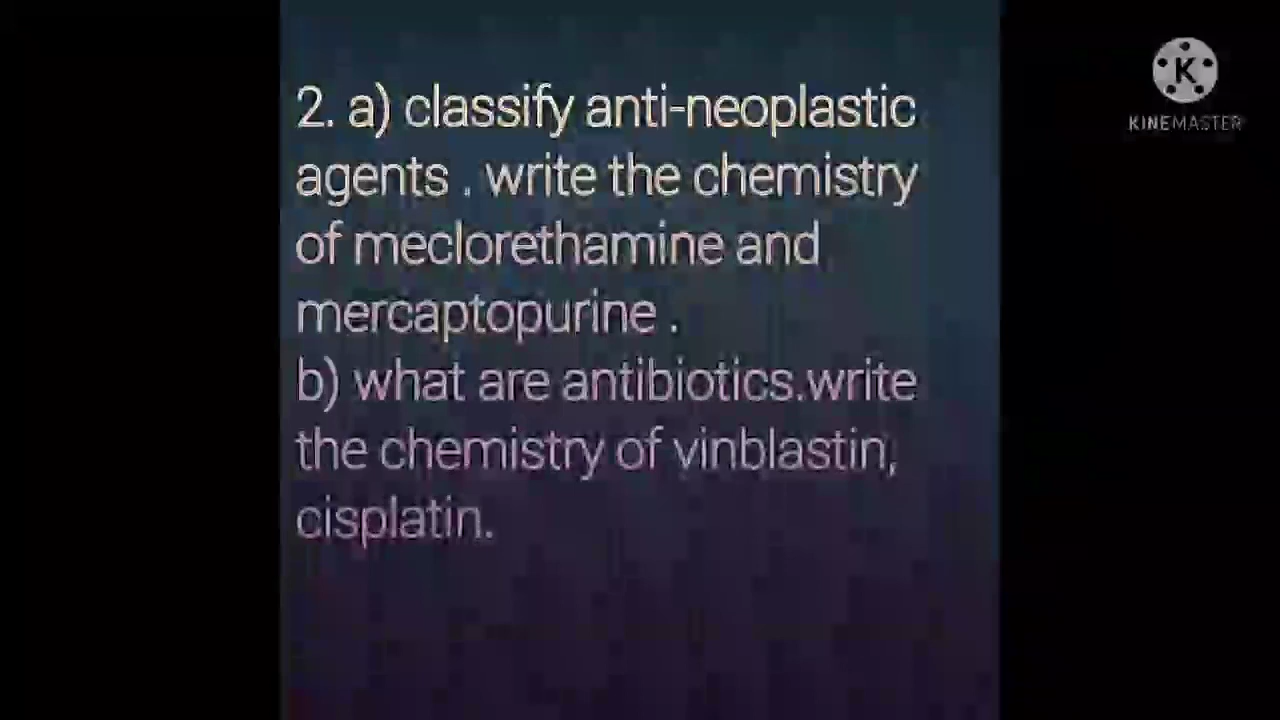 2. a) classify anti-neoplastic
agents . write the chemistry
of meclorethamine and
mercaptopurine .
b) what are antibiotics.write
the chemistry of vinblastin,
cisplatin.
K
KINEMASTER